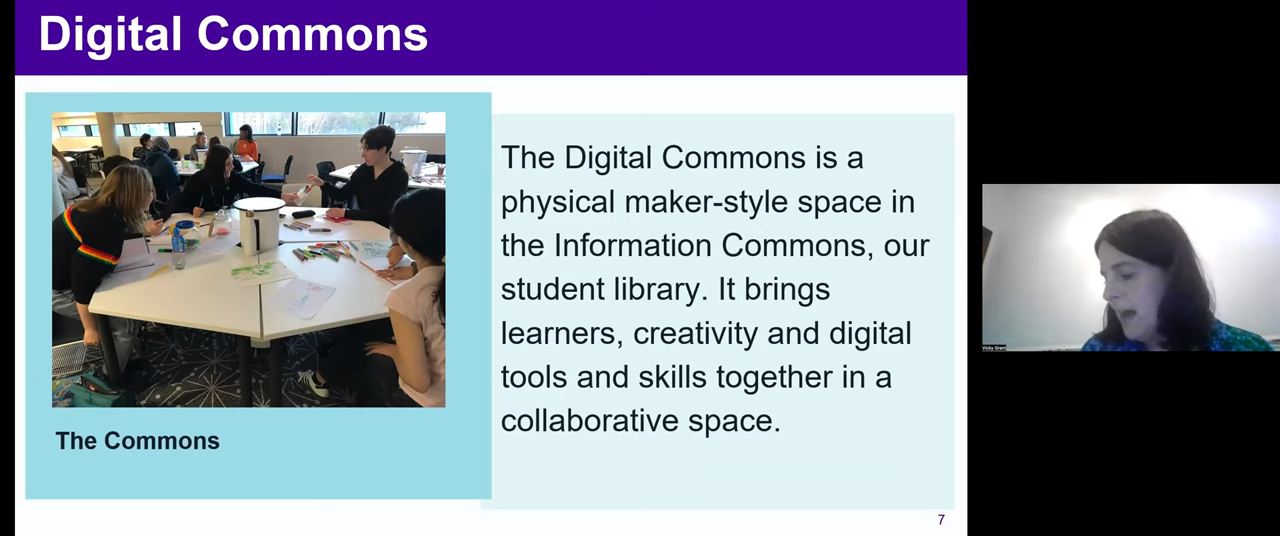 Digital Commons
The Digital Commons is a
physical maker-style space in
the Information Commons, our
student library. It brings
learners, creativity and digital
tools and skills together in a
collaborative space.
The Commons
7
Vicky Grant